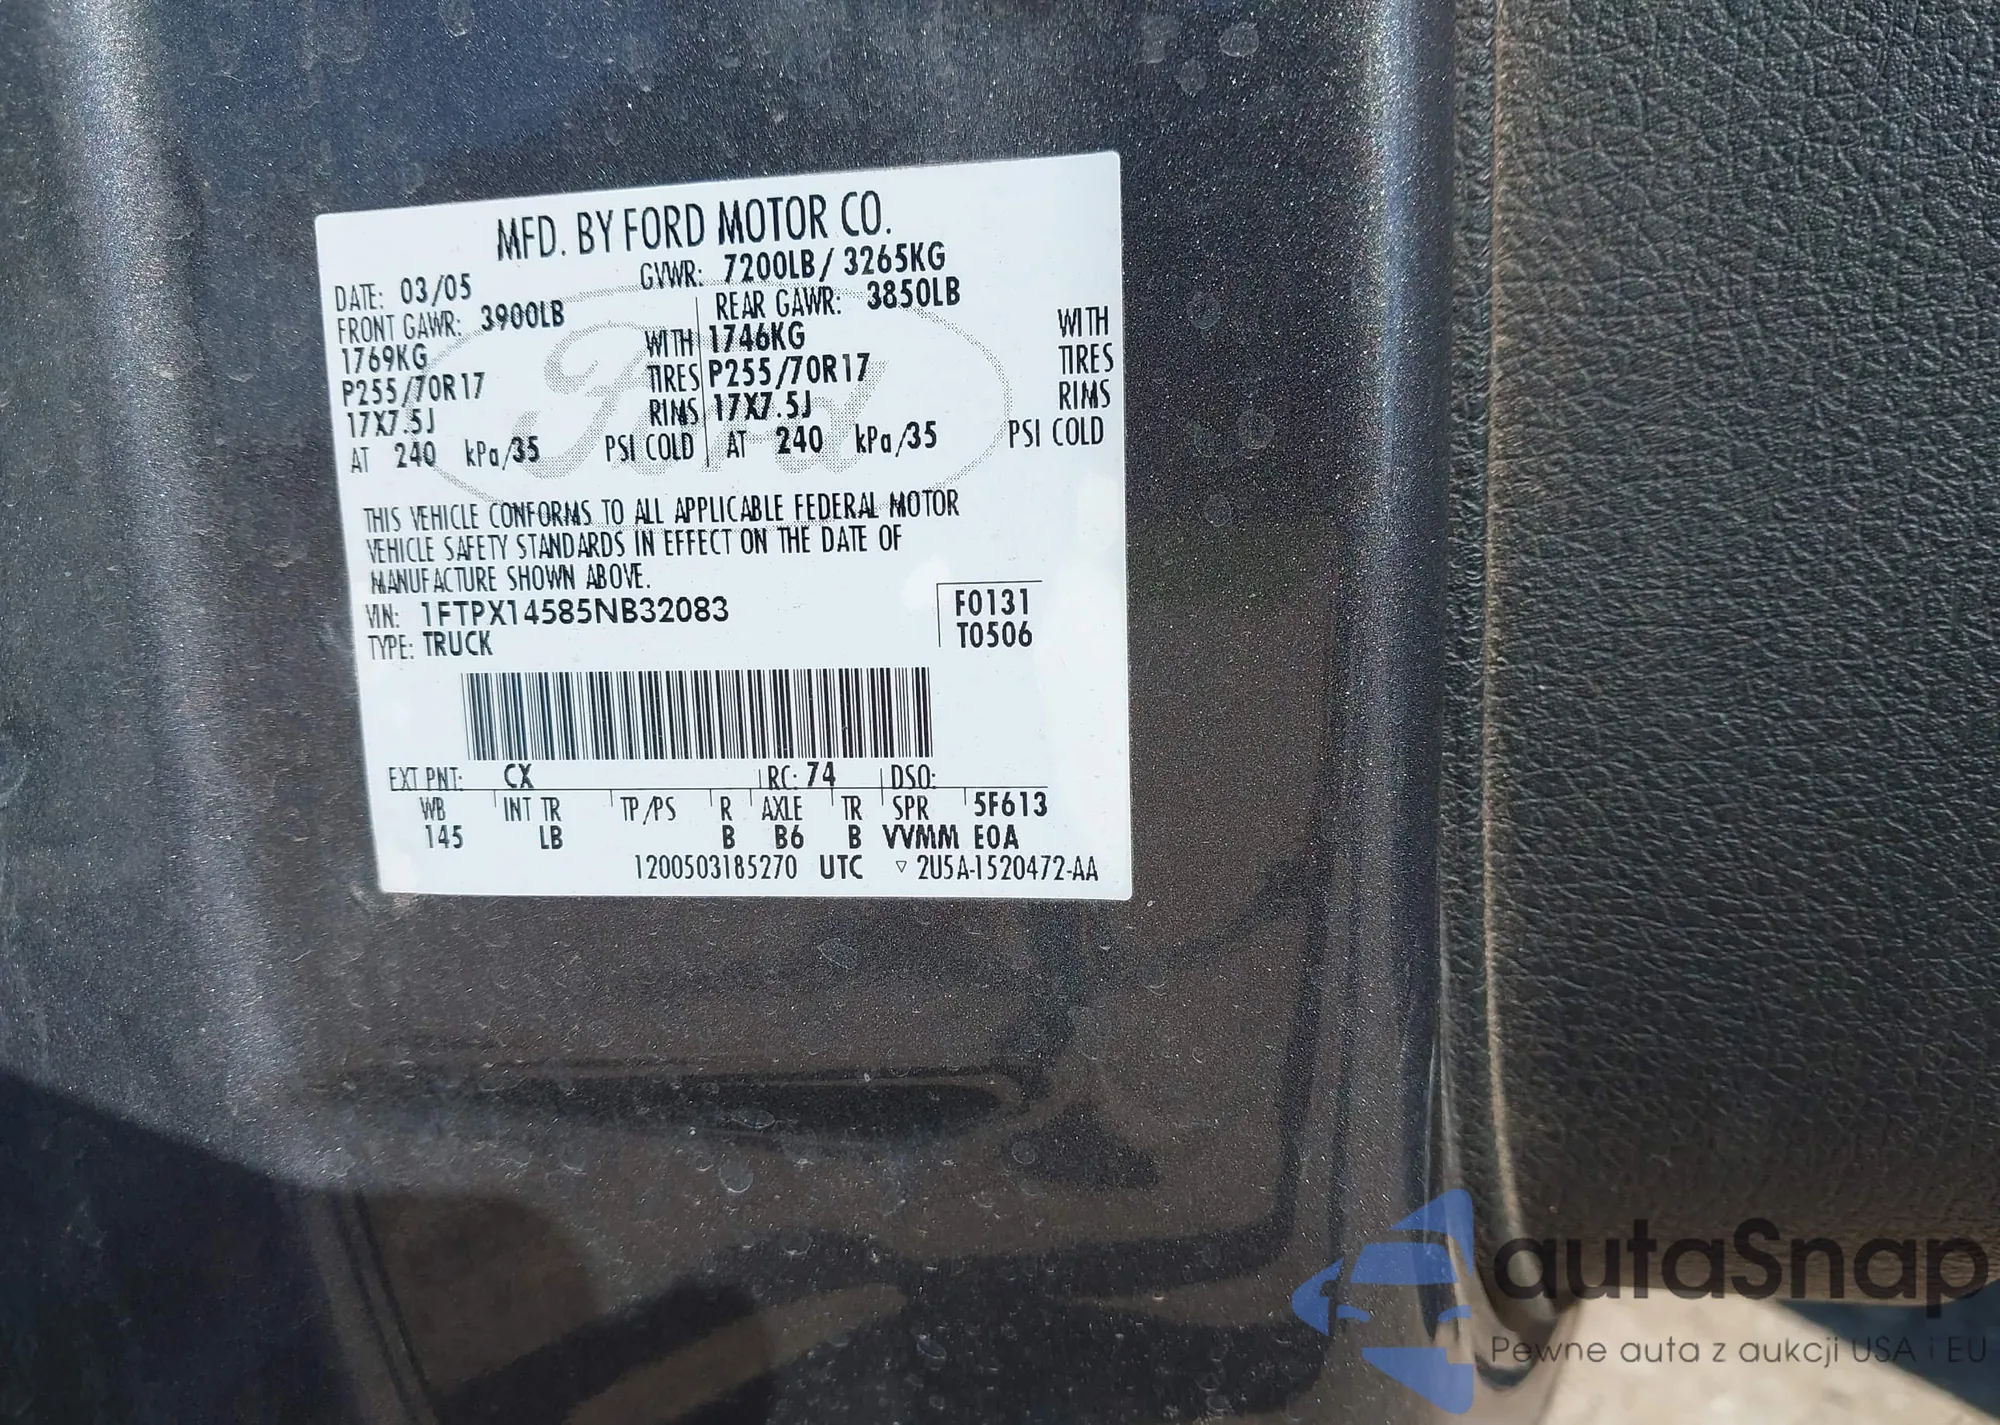 MFD. BY FORD MOTOR CO.
DATE: 03/05 GVWR: 7200LB/ 3265KG
FRONT GAWR: 3900LB REAR GAWR: 3850LB
1769KG WITH 1746KG WITH
P255/70R17 TIRES P255/70R17 TIRES
17X7.5J RIMS 17X7.5J RIMS
AT 240 kPa/35 PSI COLD AT 240 kPa/35 PSI COLD
Ford
THIS VEHICLE CONFORMS TO ALL APPLICABLE FEDERAL MOTOR
VEHICLE SAFETY STANDARDS IN EFFECT ON THE DATE OF
MANUFACTURE SHOWN ABOVE.
VIN: 1FTPX14585NB32083 F0131
TYPE: TRUCK T0506
EXT PNT: CX RC: 74 DSO:
WB INT TR TP/PS R AXLE TR SPR 5F613
145 LB B B6 B VVMM E0A
1200503185270 UTC ▽ 2U5A-1520472-AA
autaSnap
Pewne auta z aukcji USA i EU